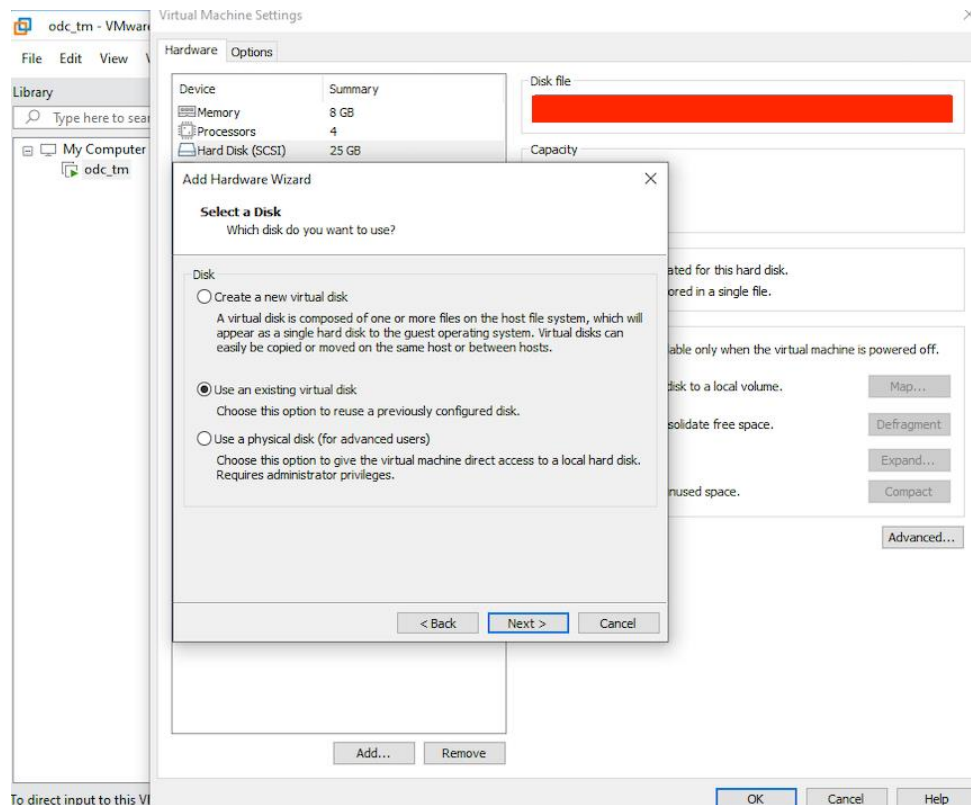 odc_tm - VMware
Virtual Machine Settings
File Edit View
Library
Type here to sear
My Computer
odc_tm
Hardware Options
Device Summary
Memory 8 GB
Processors 4
Hard Disk (SCSI) 25 GB
Disk file
Capacity
Add Hardware Wizard
Select a Disk
Which disk do you want to use?
Disk
Create a new virtual disk
A virtual disk is composed of one or more files on the host file system, which will
appear as a single hard disk to the guest operating system. Virtual disks can
easily be copied or moved on the same host or between hosts.
Use an existing virtual disk
Choose this option to reuse a previously configured disk.
Use a physical disk (for advanced users)
Choose this option to give the virtual machine direct access to a local hard disk.
Requires administrator privileges.
< Back Next > Cancel
ated for this hard disk.
ored in a single file.
lable only when the virtual machine is powered off.
disk to a local volume. Map...
solidate free space. Defragment
Expand...
nused space. Compact
Advanced...
Add... Remove
To direct input to this VI
OK Cancel Help